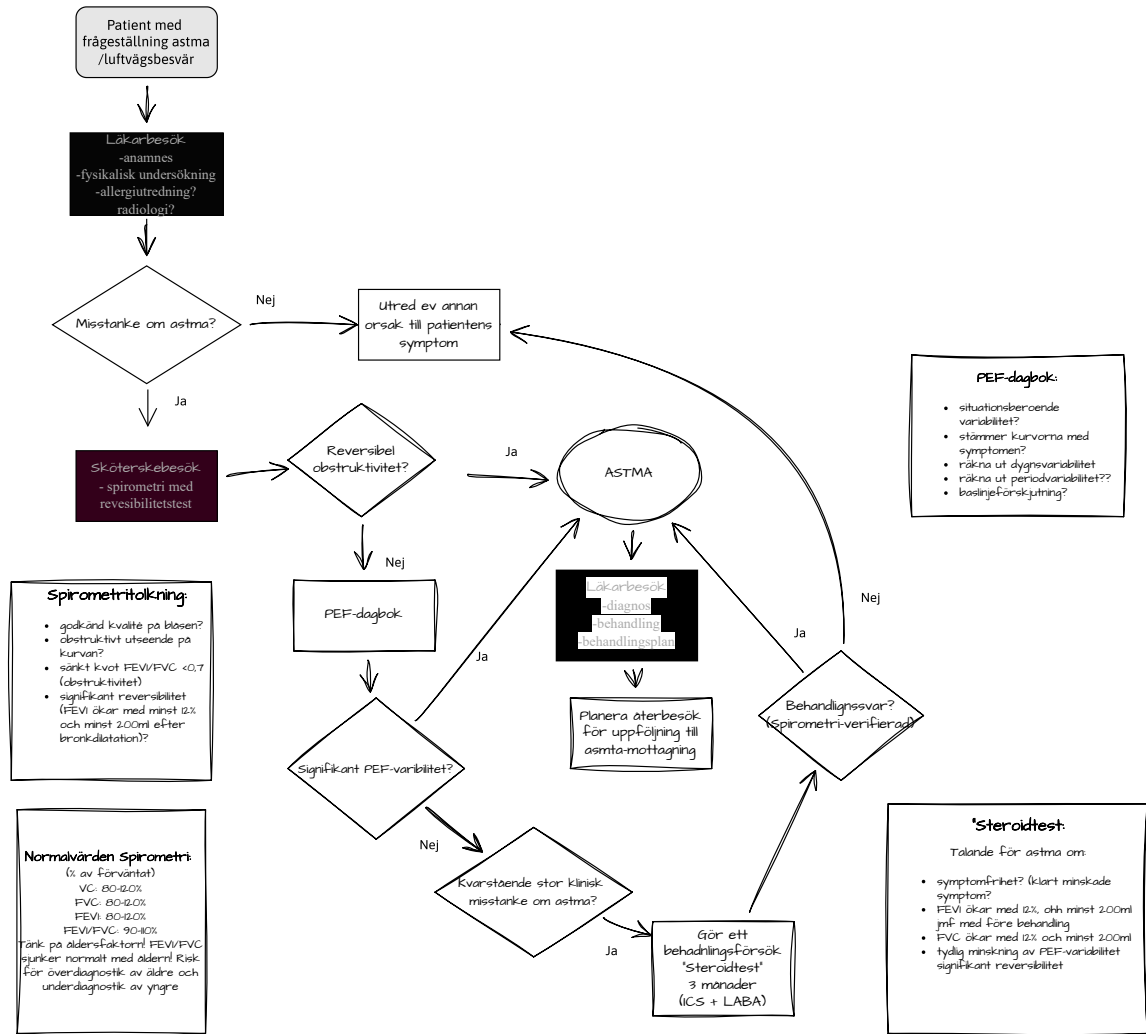 Patient med
frågeställning astma
/luftvägsbesvär
Läkarbesök
-anamnes
-fysikalisk undersökning
-allergiutredning?
radiologi?
Misstanke om astma?
Nej
Utred ev annan
orsak till patientens
symptom
Ja
Sköterskebesök
- spirometri med
revesibilitetstest
Reversibel
obstruktivitet?
Ja
ASTMA
PEF-dagbok:
• situationsberoende
variabilitet?
• stämmer kurvorna med
symptomen?
• räkna ut dygnsvariabilitet
• räkna ut periodvariabilitet??
• baslinjeförskjutning?
Nej
PEF-dagbok
Läkarbesök
-diagnos
-behandling
-behandlingsplan
Nej
Ja
Ja
Spirometritolkning:
• godkänd kvalité på blåsen?
• obstruktivt utseende på
kurvan?
• sänkt kvot FEV1/FVC <0,7
(obstruktivitet)
• signifikant reversibilitet
(FEV1 ökar med minst 12%
och minst 200ml efter
bronkdilatation)?
Planera återbesök
för uppföljning till
asmta-mottagning
Behandlignssvar?
(Spirometri-verifierad)
Signifikant PEF-varibilitet?
Nej
Normalvärden Spirometri:
(% av förväntat)
VC: 80-120%
FVC: 80-120%
FEV1: 80-120%
FEV1/FVC: 90-110%
Tänk på åldersfaktorn! FEV1/FVC
sjunker normalt med åldern! Risk
för överdiagnostik av äldre och
underdiagnostik av yngre
Kvarstående stor klinisk
misstanke om astma?
Ja
Gör ett
behadnlingsförsök
"Steroidtest"
3 månader
(ICS + LABA)
"Steroidtest:
Talande för astma om:
• symptomfrihet? (klart minskade
symptom?
• FEV1 ökar med 12%, ohh minst 200ml
jmf med före behandling
• FVC ökar med 12% och minst 200ml
• tydlig minskning av PEF-variabilitet
signifikant reversibilitet